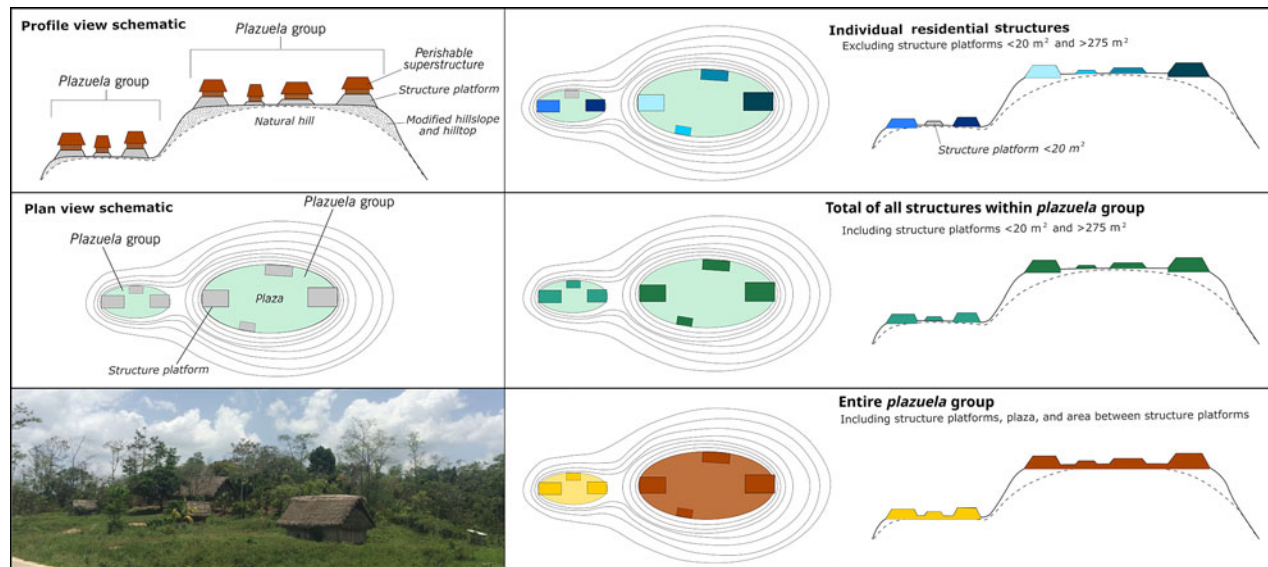 Profile view schematic
Plazuela group
Plazuela group
Perishable
superstructure
Structure platform
Natural hill
Modified hillslope
and hilltop
Individual residential structures
Excluding structure platforms <20 m² and >275 m²
Structure platform <20 m²
Plan view schematic
Plazuela group
Plazuela group
Plaza
Structure platform
Total of all structures within plazuela group
Including structure platforms <20 m² and >275 m²
Entire plazuela group
Including structure platforms, plaza, and area between structure platforms